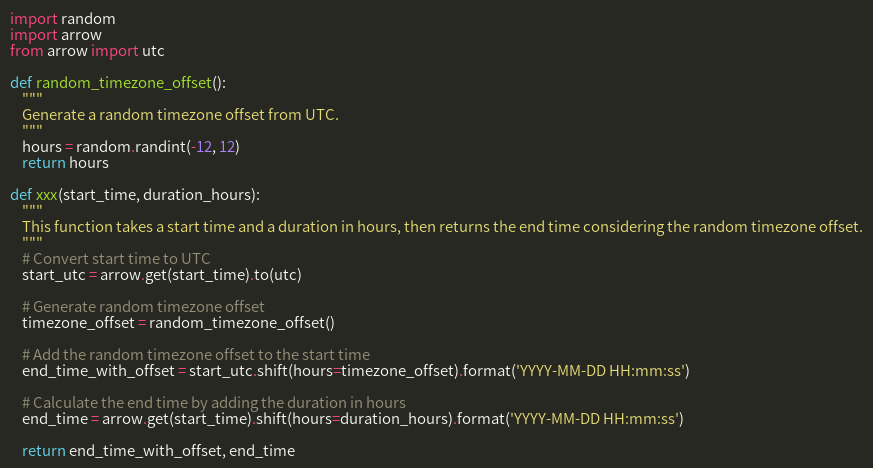 import random
import arrow
from arrow import utc

def random_timezone_offset():
    """
    Generate a random timezone offset from UTC.
    """
    hours = random.randint(-12, 12)
    return hours

def xxx(start_time, duration_hours):
    """
    This function takes a start time and a duration in hours, then returns the end time considering the random timezone offset.
    """
    # Convert start time to UTC
    start_utc = arrow.get(start_time).to(utc)

    # Generate random timezone offset
    timezone_offset = random_timezone_offset()

    # Add the random timezone offset to the start time
    end_time_with_offset = start_utc.shift(hours=timezone_offset).format('YYYY-MM-DD HH:mm:ss')

    # Calculate the end time by adding the duration in hours
    end_time = arrow.get(start_time).shift(hours=duration_hours).format('YYYY-MM-DD HH:mm:ss')

    return end_time_with_offset, end_time